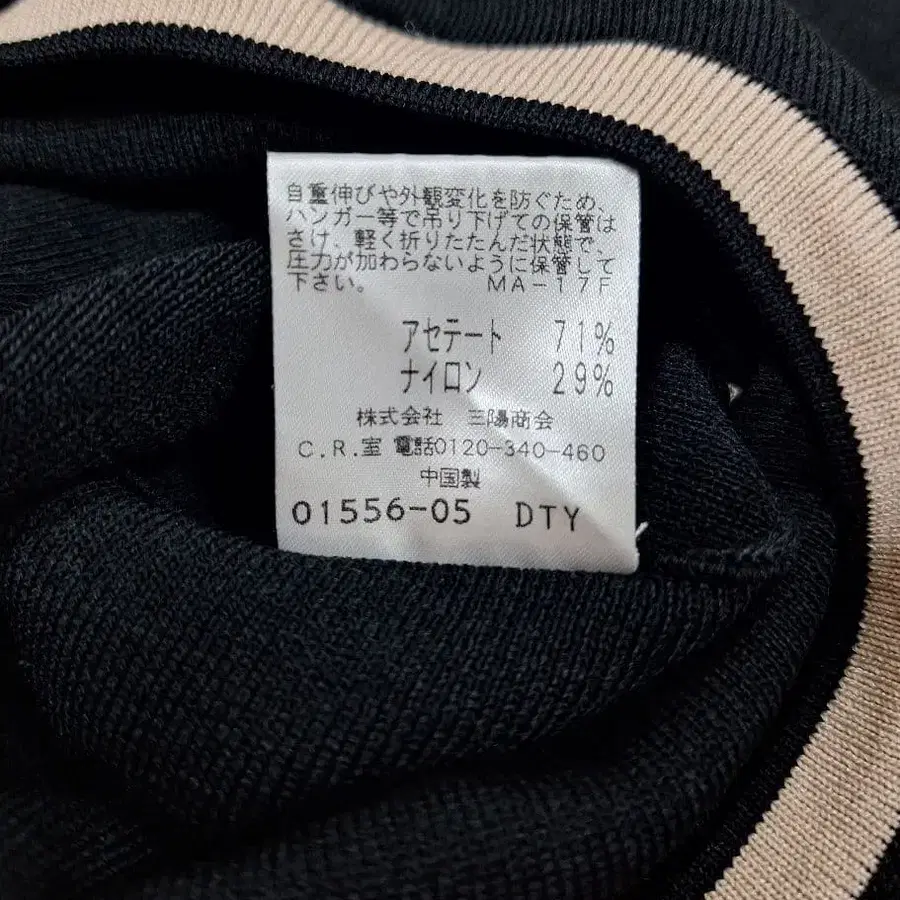 自重伸びや外観変化を防ぐため、
ハンガー等で吊り下げての保管は
さけ、軽く折りたたんだ状態で、
圧力が加わらないように保管して
下さい。 MA-17F
アセテート 71%
ナイロン 29%
株式会社 三陽商会
C.R.室 電話0120-340-460
中国製
01556-05 DTY